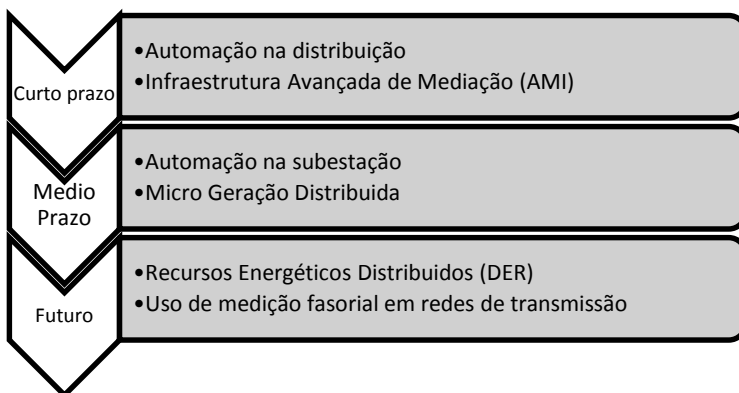 Curto prazo
•Automação na distribuição
•Infraestrutura Avançada de Mediação (AMI)
Medio
Prazo
•Automação na subestação
•Micro Geração Distribuida
Futuro
•Recursos Energéticos Distribuidos (DER)
•Uso de medição fasorial em redes de transmissão